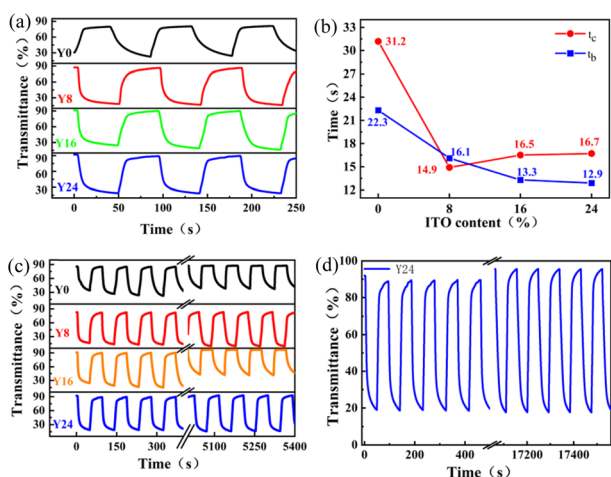 (a)
Transmittance (%)
90
60
30
Y0
90
60
30
Y8
90
60
30
Y16
90
60
30
Y24
0 50 100 150 200 250
Time (s)
(b)
Time (s)
33
30
27
24
21
18
15
12
31.2
22.3
14.9
16.1
16.5
13.3
16.7
12.9
t_c
t_b
0 8 16 24
ITO content (%)
(c)
Transmittance (%)
90
60
30
Y0
90
60
30
Y8
90
60
30
Y16
90
60
30
Y24
0 150 300 5100 5250 5400
Time (s)
(d)
Transmittance (%)
100
80
60
40
20
0
Y24
0 200 400 17200 17400
Time (s)